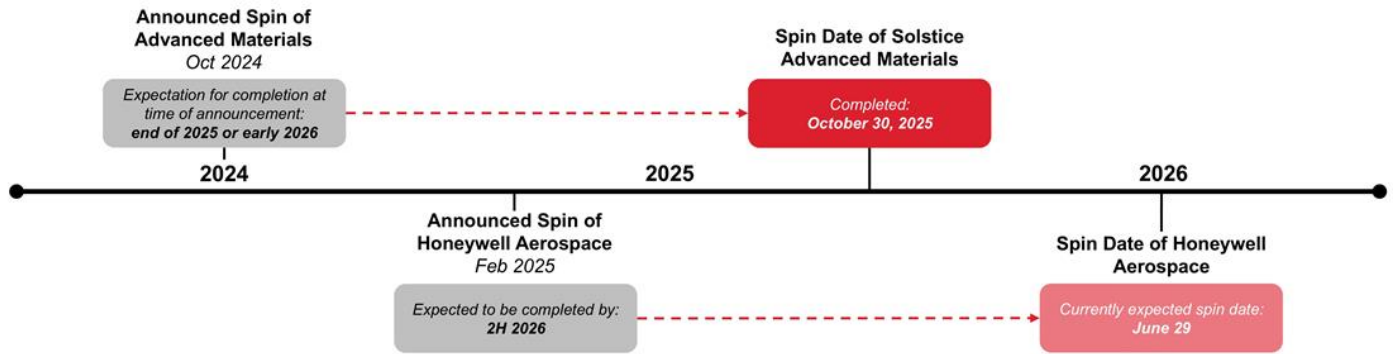 Announced Spin of
Advanced Materials
Oct 2024
Expectation for completion at
time of announcement:
end of 2025 or early 2026
Spin Date of Solstice
Advanced Materials
Completed:
October 30, 2025
2024
2025
2026
Announced Spin of
Honeywell Aerospace
Feb 2025
Expected to be completed by:
2H 2026
Spin Date of Honeywell
Aerospace
Currently expected spin date:
June 29